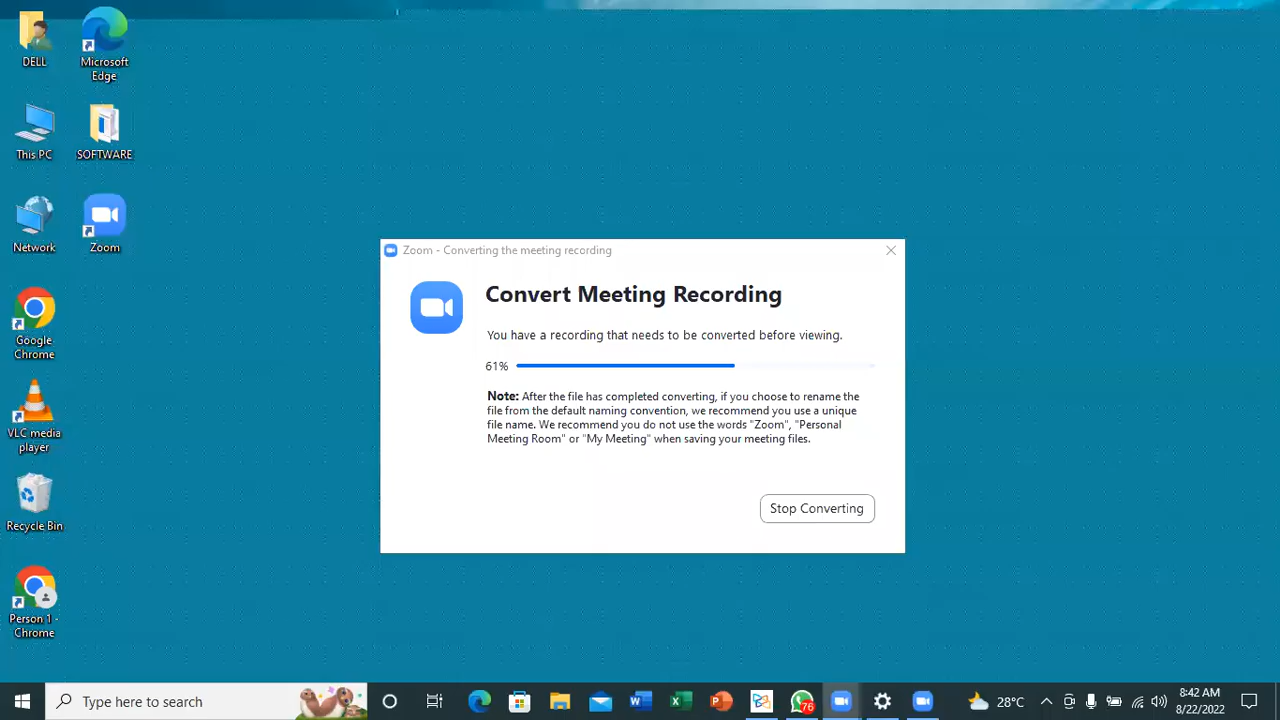 DELL
Microsoft
Edge
This PC
SOFTWARE
Network
Zoom
Google
Chrome
VLC media
player
Recycle Bin
Person 1 -
Chrome
Zoom - Converting the meeting recording
Convert Meeting Recording
You have a recording that needs to be converted before viewing.
61%
Note: After the file has completed converting, if you choose to rename the
file from the default naming convention, we recommend you use a unique
file name. We recommend you do not use the words "Zoom", "Personal
Meeting Room" or "My Meeting" when saving your meeting files.
Stop Converting
Type here to search
76
28°C
8:42 AM
8/22/2022